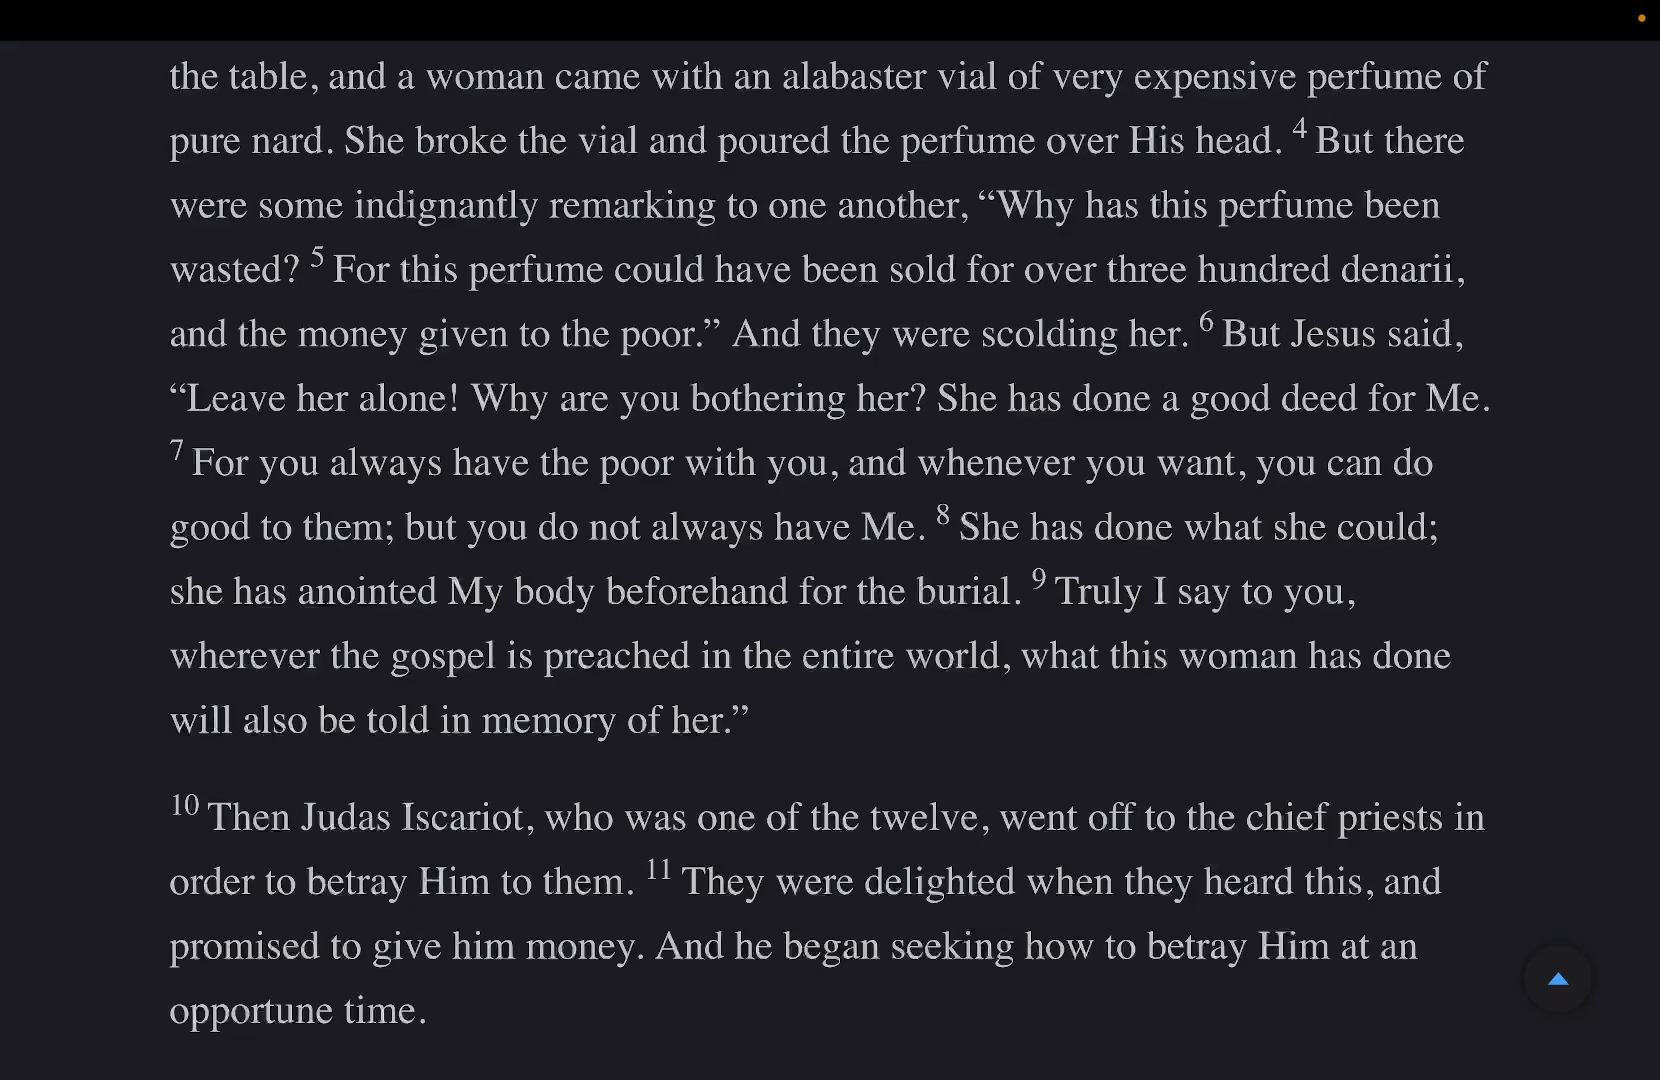 the table, and a woman came with an alabaster vial of very expensive perfume of
pure nard. She broke the vial and poured the perfume over His head. 4 But there
were some indignantly remarking to one another, “Why has this perfume been
wasted? 5 For this perfume could have been sold for over three hundred denarii,
and the money given to the poor.” And they were scolding her. 6 But Jesus said,
“Leave her alone! Why are you bothering her? She has done a good deed for Me.
7 For you always have the poor with you, and whenever you want, you can do
good to them; but you do not always have Me. 8 She has done what she could;
she has anointed My body beforehand for the burial. 9 Truly I say to you,
wherever the gospel is preached in the entire world, what this woman has done
will also be told in memory of her.”
10 Then Judas Iscariot, who was one of the twelve, went off to the chief priests in
order to betray Him to them. 11 They were delighted when they heard this, and
promised to give him money. And he began seeking how to betray Him at an
opportune time.